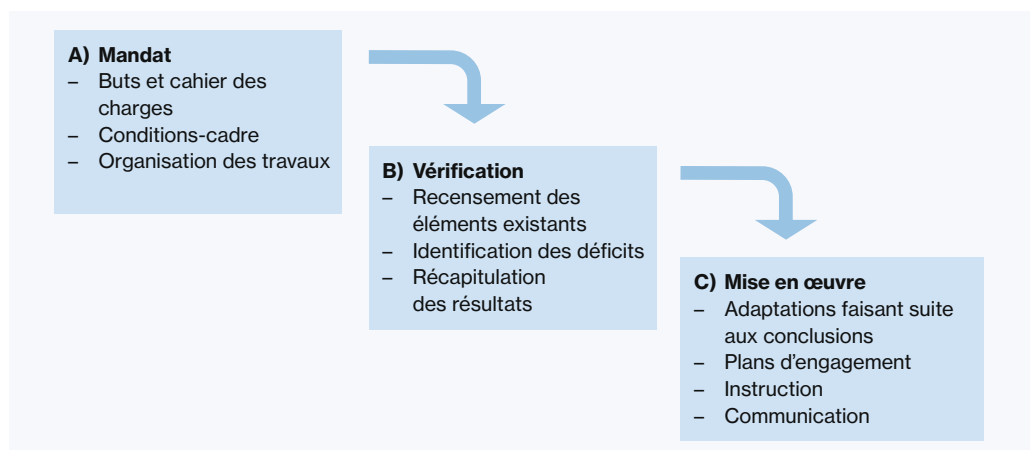 A) Mandat
– Buts et cahier des
charges
– Conditions-cadre
– Organisation des travaux
B) Vérification
– Recensement des
éléments existants
– Identification des déficits
– Récapitulation
des résultats
C) Mise en œuvre
– Adaptations faisant suite
aux conclusions
– Plans d’engagement
– Instruction
– Communication